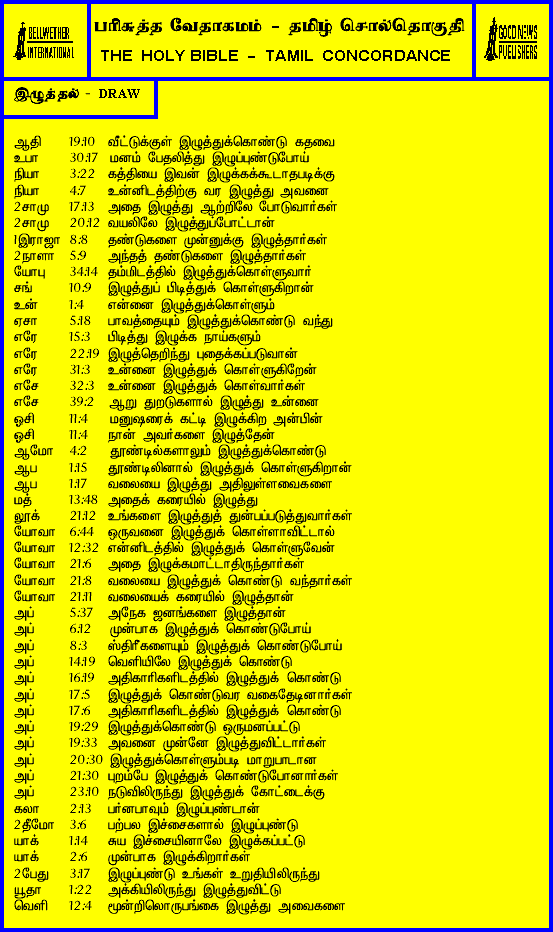 BELLWETHER
INTERNATIONAL
பரிசுத்த வேதாகமம் - தமிழ் சொல்தொகுதி
THE HOLY BIBLE - TAMIL CONCORDANCE
GOOD NEWS
PUBLISHERS
இழுத்தல் - DRAW
ஆதி 19:10 வீட்டுக்குள் இழுத்துக்கொண்டு கதவை
உபா 30:17 மனம் பேதலித்து இழுப்புண்டுபோய்
நியா 3:22 கத்தியை இவன் இழுக்கக்கூடாதபடிக்கு
நியா 4:7 உன்னிடத்திற்கு வர இழுத்து அவனை
2சாமு 17:13 அதை இழுத்து ஆற்றிலே போடுவார்கள்
2சாமு 20:12 வயலிலே இழுத்துப்போட்டான்
1இராஜா 8:8 தண்டுகளை முன்னுக்கு இழுத்தார்கள்
2நாளா 5:9 அந்தத் தண்டுகளை இழுத்தார்கள்
யோபு 34:14 தம்மிடத்தில் இழுத்துக்கொள்ளுவார்
சங் 10:9 இழுத்துப் பிடித்துக் கொள்ளுகிறான்
உன் 1:4 என்னை இழுத்துக்கொள்ளும்
ஏசா 5:18 பாவத்தையும் இழுத்துக்கொண்டு வந்து
எரே 15:3 பிடித்து இழுக்க நாய்களும்
எரே 22:19 இழுத்தெறிந்து புதைக்கப்படுவான்
எரே 31:3 உன்னை இழுத்துக் கொள்ளுகிறேன்
எசே 32:3 உன்னை இழுத்துக் கொள்வார்கள்
எசே 39:2 ஆறு துறடுகளால் இழுத்து உன்னை
ஓசி 11:4 மனுஷரைக் கட்டி இழுக்கிற அன்பின்
ஓசி 11:4 நான் அவர்களை இழுத்தேன்
ஆமோ 4:2 தூண்டில்களாலும் இழுத்துக்கொண்டு
ஆப 1:15 தூண்டிலினால் இழுத்துக் கொள்ளுகிறான்
ஆப 1:17 வலையை இழுத்து அதிலுள்ளவைகளை
மத் 13:48 அதைக் கரையில் இழுத்து
லூக் 21:12 உங்களை இழுத்துத் துன்பப்படுத்துவார்கள்
யோவா 6:44 ஒருவனை இழுத்துக் கொள்ளாவிட்டால்
யோவா 12:32 என்னிடத்தில் இழுத்துக் கொள்ளுவேன்
யோவா 21:6 அதை இழுக்கமாட்டாதிருந்தார்கள்
யோவா 21:8 வலையை இழுத்துக் கொண்டு வந்தார்கள்
யோவா 21:11 வலையைக் கரையில் இழுத்தான்
அப் 5:37 அநேக ஜனங்களை இழுத்தான்
அப் 6:12 முன்பாக இழுத்துக் கொண்டுபோய்
அப் 8:3 ஸ்திரீகளையும் இழுத்துக் கொண்டுபோய்
அப் 14:19 வெளியிலே இழுத்துக் கொண்டு
அப் 16:19 அதிகாரிகளிடத்தில் இழுத்துக் கொண்டு
அப் 17:5 இழுத்துக் கொண்டுவர வகைதேடினார்கள்
அப் 17:6 அதிகாரிகளிடத்தில் இழுத்துக் கொண்டு
அப் 19:29 இழுத்துக்கொண்டு ஒருமனப்பட்டு
அப் 19:33 அவனை முன்னே இழுத்துவிட்டார்கள்
அப் 20:30 இழுத்துக்கொள்ளும்படி மாறுபாடான
அப் 21:30 புறம்பே இழுத்துக் கொண்டுபோனார்கள்
அப் 23:10 நடுவிலிருந்து இழுத்துக் கோட்டைக்கு
கலா 2:13 பர்னபாவும் இழுப்புண்டான்
2தீமோ 3:6 பற்பல இச்சைகளால் இழுப்புண்டு
யாக் 1:14 சுய இச்சையினாலே இழுக்கப்பட்டு
யாக் 2:6 முன்பாக இழுக்கிறார்கள்
2பேது 3:17 இழுப்புண்டு உங்கள் உறுதியிலிருந்து
யூதா 1:22 அக்கியிலிருந்து இழுத்துவிட்டு
வெளி 12:4 மூன்றிலொருபங்கை இழுத்து அவைகளை